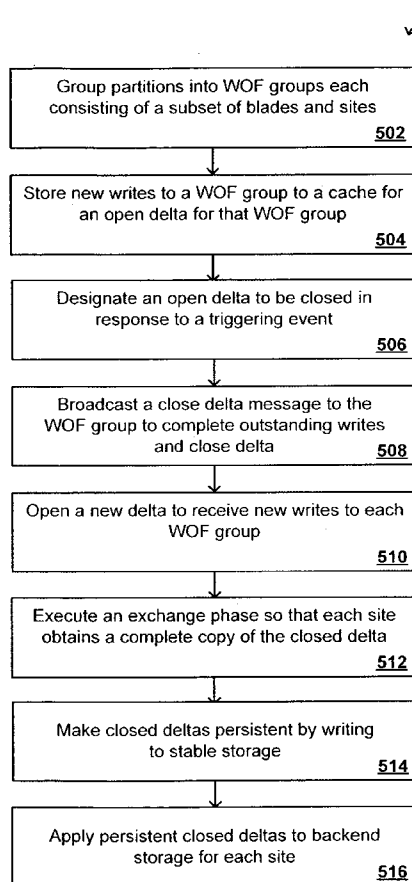 Group partitions into WOF groups each
consisting of a subset of blades and sites
502
Store new writes to a WOF group to a cache for
an open delta for that WOF group
504
Designate an open delta to be closed in
response to a triggering event
506
Broadcast a close delta message to the
WOF group to complete outstanding writes
and close delta
508
Open a new delta to receive new writes to each
WOF group
510
Execute an exchange phase so that each site
obtains a complete copy of the closed delta
512
Make closed deltas persistent by writing
to stable storage
514
Apply persistent closed deltas to backend
storage for each site
516